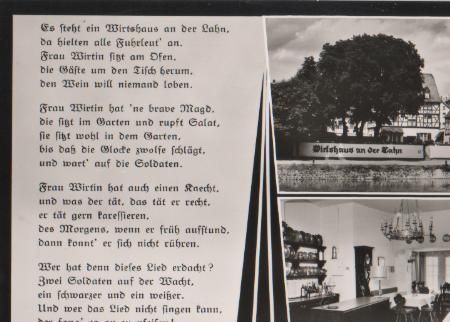 Es steht ein Wirtshaus an der Lahn,
da hielten alle Fuhrleut' an.
Frau Wirtin sitzt am Ofen,
die Gäste um den Tisch herum,
den Wein will niemand loben.
Frau Wirtin hat 'ne brave Magd,
die sitzt im Garten und rupft Salat,
sie sitzt wohl in dem Garten,
bis daß die Glocke zwölfe schlägt,
und wart' auf die Soldaten.
Frau Wirtin hat auch einen Knecht,
und was der tät, das tät er recht.
er tät gern karessieren,
des Morgens, wenn er früh aufstund,
dann konnt' er sich nicht rühren.
Wer hat denn dieses Lied erdacht?
Zwei Soldaten auf der Wacht,
ein schwarzer und ein weißer.
Und wer das Lied nicht singen kann,
Wirtshaus an der Lahn